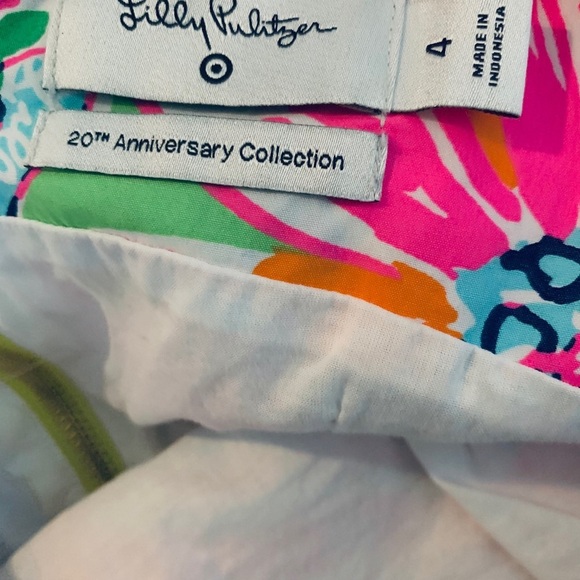 Lilly Pulitzer
4
MADE IN
INDONESIA
20TH Anniversary Collection